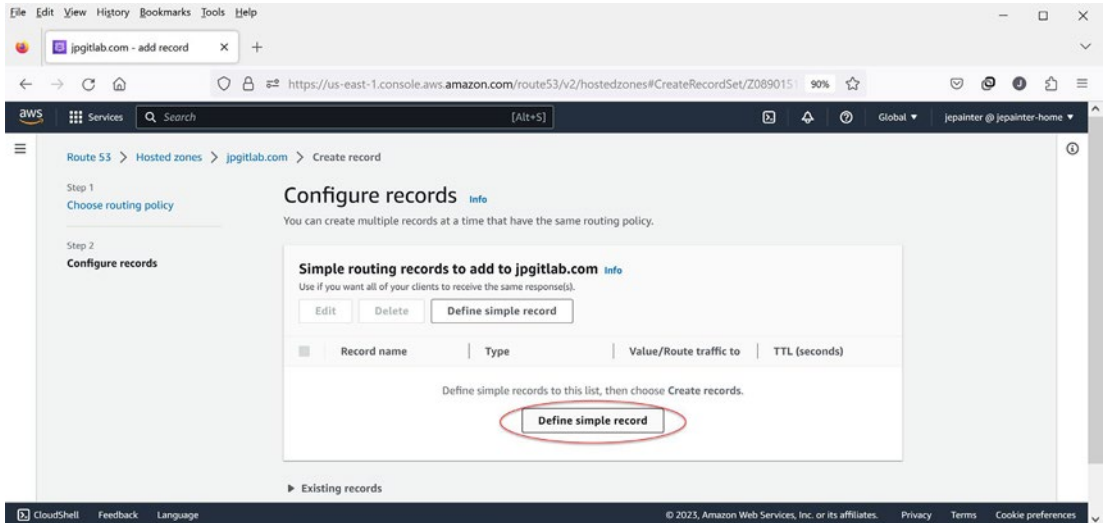 File Edit View History Bookmarks Tools Help
jpgitlab.com - add record
https://us-east-1.console.aws.amazon.com/route53/v2/hostedzones#CreateRecordSet/Z0890151 90%
aws Services Search [Alt+S] Global jepainter @ jepainter-home
Route 53 > Hosted zones > jpgitlab.com > Create record
Step 1
Choose routing policy
Step 2
Configure records
Configure records Info
You can create multiple records at a time that have the same routing policy.
Simple routing records to add to jpgitlab.com Info
Use if you want all of your clients to receive the same response(s).
Edit Delete Define simple record
Record name Type Value/Route traffic to TTL (seconds)
Define simple records to this list, then choose Create records.
Define simple record
Existing records
CloudShell Feedback Language © 2023, Amazon Web Services, Inc. or its affiliates. Privacy Terms Cookie preferences